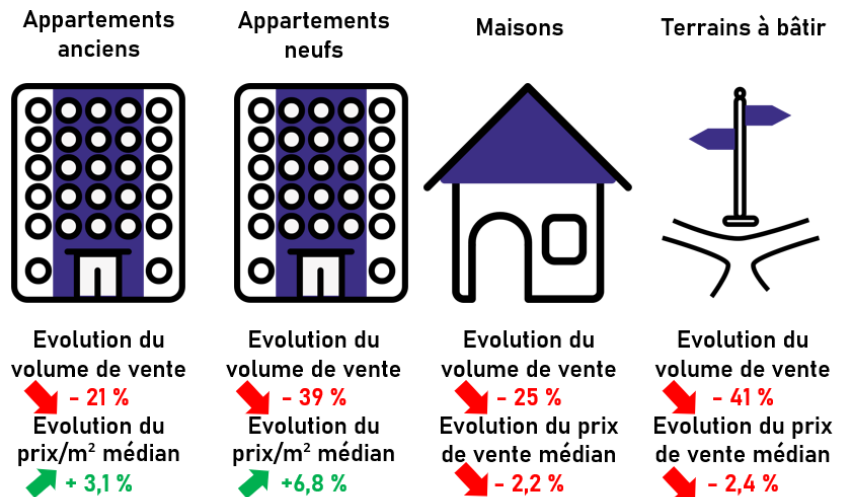 Appartements
anciens
Appartements
neufs
Maisons
Terrains à bâtir
Evolution du
volume de vente
- 21 %
Evolution du
prix/m² médian
+ 3,1 %
Evolution du
volume de vente
- 39 %
Evolution du
prix/m² médian
+6,8 %
Evolution du
volume de vente
- 25 %
Evolution du prix
de vente médian
- 2,2 %
Evolution du
volume de vente
- 41 %
Evolution du prix
de vente médian
- 2,4 %